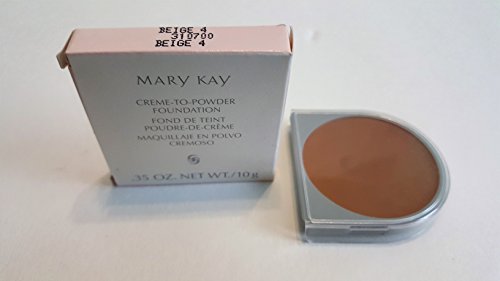 BEIGE 4
310700
BEIGE 4
MARY KAY
CREME-TO-POWDER
FOUNDATION
FOND DE TEINT
POUDRE-DE-CRÈME
MAQUILLAJE EN POLVO
CREMOSO
.35 OZ. NET WT./10 g